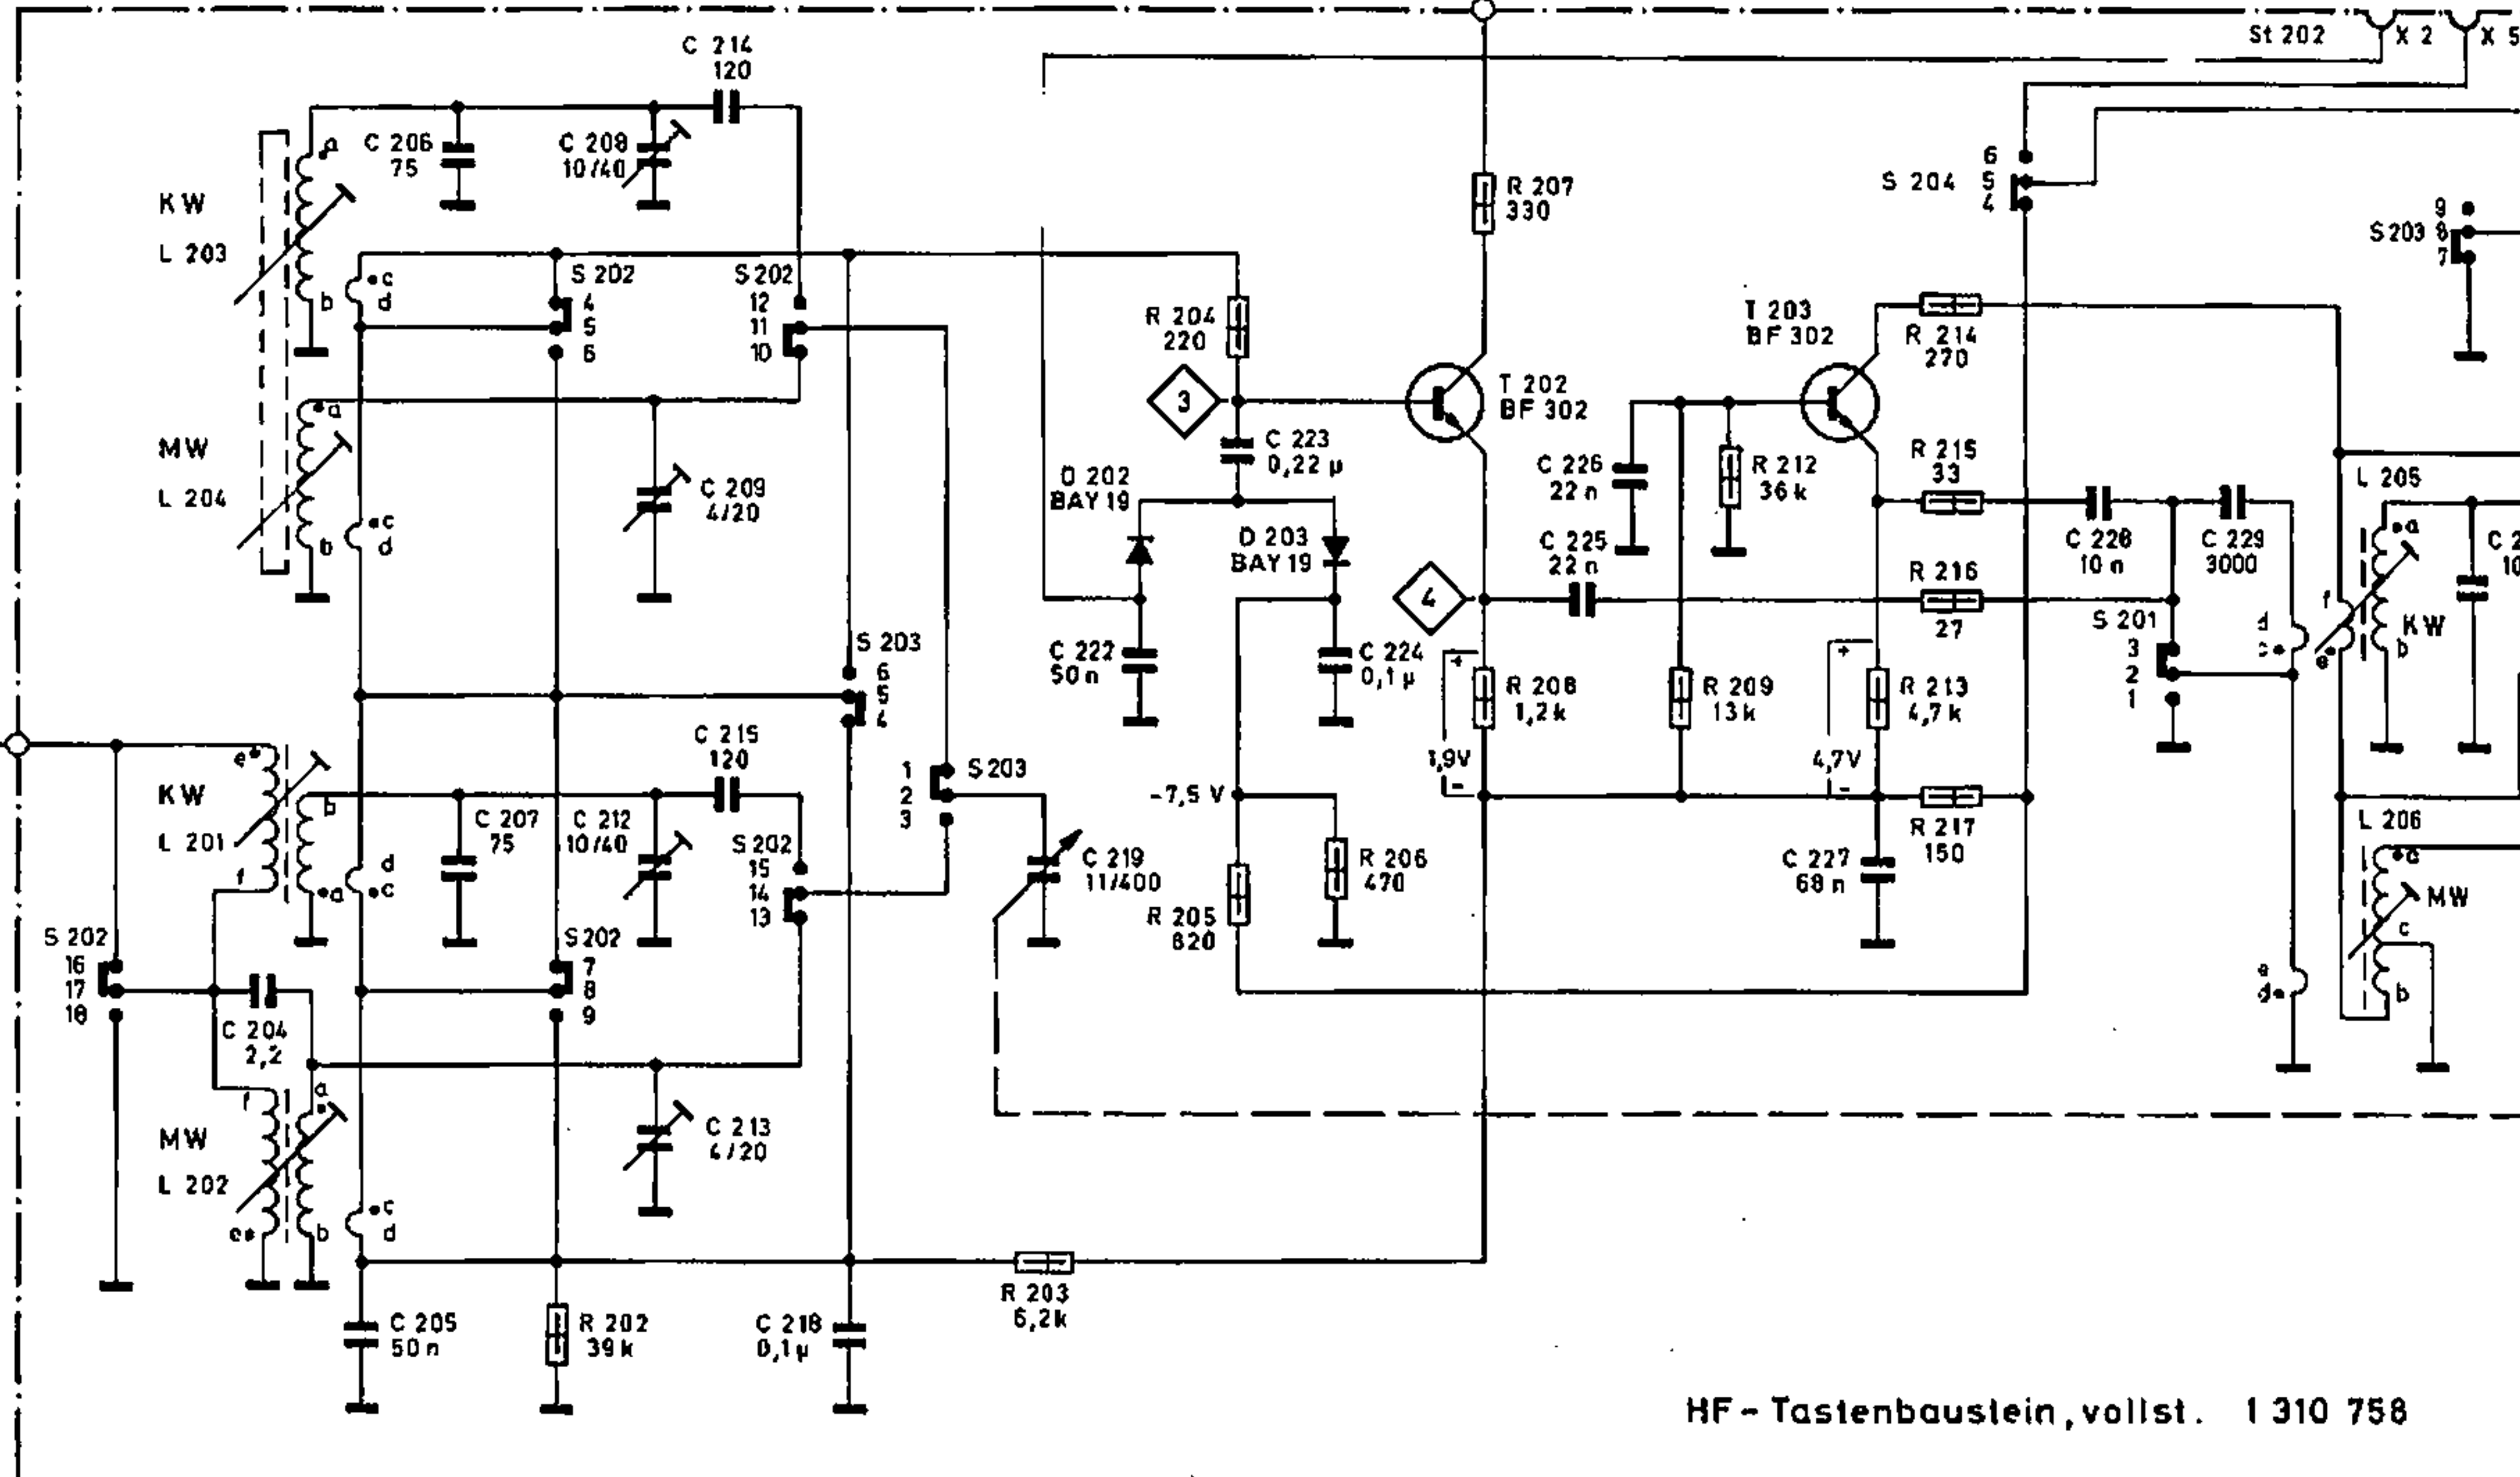 St 202
X 2
X 5
C 214
120
C 206
75
C 208
10/40
a
KW
L 203
b
c
d
S 202
4
5
6
S 202
12
11
10
R 207
330
S 204
6
5
4
S 203
9
8
7
R 204
220
3
T 202
BF 302
T 203
BF 302
R 214
270
a
MW
L 204
b
c
d
C 209
4/20
D 202
BAY 19
C 223
0,22 µ
D 203
BAY 19
C 226
22 n
R 212
36 k
R 215
33
C 225
22 n
C 228
10 n
C 229
3000
R 216
27
4
L 205
a
f
KW
b
e
d
S 201
3
2
1
S 203
6
5
4
C 222
50 n
C 224
0,1 µ
+
R 208
1,2 k
1,9V
-
R 209
13 k
+
R 213
4,7 k
4,7V
-
R 217
150
C 227
68 n
-7,5 V
R 206
470
R 205
820
S 203
1
2
3
C 219
11/400
C 215
120
e
KW
L 201
f
b
a
C 207
75
C 212
10/40
d
c
S 202
15
14
13
S 202
16
17
18
C 204
2,2
S 202
7
8
9
L 206
a
MW
c
b
e
d
f
a
MW
L 202
e
b
C 213
4/20
c
d
R 203
6,2k
C 205
50 n
R 202
39 k
C 218
0,1 µ
HF-Tastenbaustein, vollst. 1 310 758